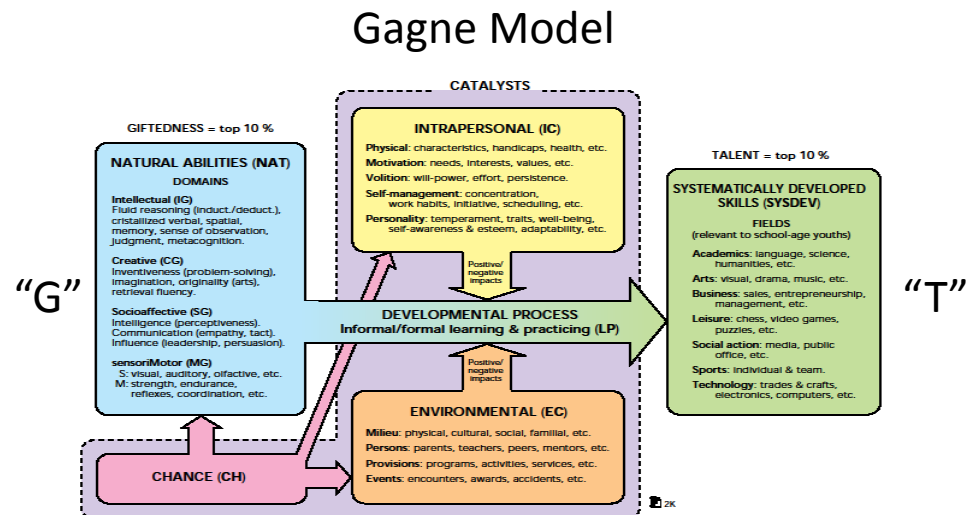 Gagne Model
CATALYSTS
GIFTEDNESS = top 10 %
NATURAL ABILITIES (NAT)
DOMAINS
Intellectual (IG)
Fluid reasoning (induct./deduct.),
cristallized verbal, spatial,
memory, sense of observation,
judgment, metacognition.
Creative (CG)
Inventiveness (problem-solving),
imagination, originality (arts),
retrieval fluency.
Socioaffective (SG)
Intelligence (perceptiveness).
Communication (empathy, tact).
Influence (leadership, persuasion).
sensoriMotor (MG)
S: visual, auditory, olfactive, etc.
M: strength, endurance,
reflexes, coordination, etc.
“G”
INTRAPERSONAL (IC)
Physical: characteristics, handicaps, health, etc.
Motivation: needs, interests, values, etc.
Volition: will-power, effort, persistence.
Self-management: concentration,
work habits, initiative, scheduling, etc.
Personality: temperament, traits, well-being,
self-awareness & esteem, adaptability, etc.
Positive/
negative
impacts
DEVELOPMENTAL PROCESS
Informal/formal learning & practicing (LP)
Positive/
negative
impacts
ENVIRONMENTAL (EC)
Milieu: physical, cultural, social, familial, etc.
Persons: parents, teachers, peers, mentors, etc.
Provisions: programs, activities, services, etc.
Events: encounters, awards, accidents, etc.
CHANCE (CH)
TALENT = top 10 %
SYSTEMATICALLY DEVELOPED
SKILLS (SYSDEV)
FIELDS
(relevant to school-age youths)
Academics: language, science,
humanities, etc.
Arts: visual, drama, music, etc.
Business: sales, entrepreneurship,
management, etc.
Leisure: chess, video games,
puzzles, etc.
Social action: media, public
office, etc.
Sports: individual & team.
Technology: trades & crafts,
electronics, computers, etc.
“T”
2K